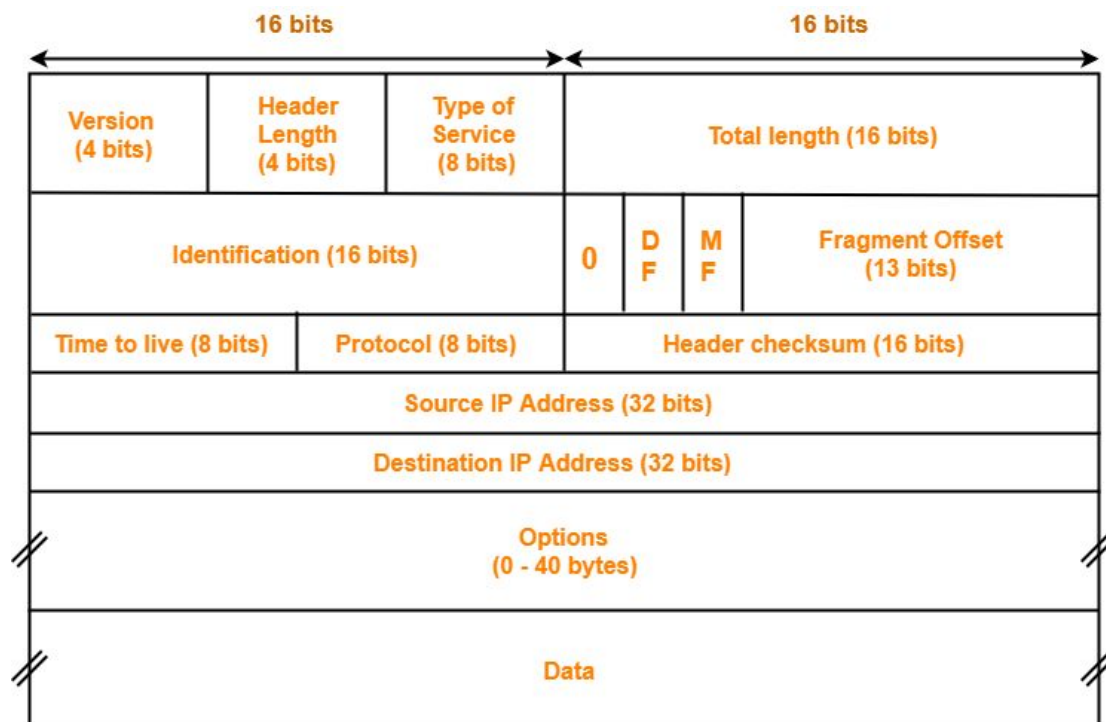 16 bits
16 bits
Version
(4 bits)
Header
Length
(4 bits)
Type of
Service
(8 bits)
Total length (16 bits)
Identification (16 bits)
0
D
F
M
F
Fragment Offset
(13 bits)
Time to live (8 bits)
Protocol (8 bits)
Header checksum (16 bits)
Source IP Address (32 bits)
Destination IP Address (32 bits)
Options
(0 - 40 bytes)
Data